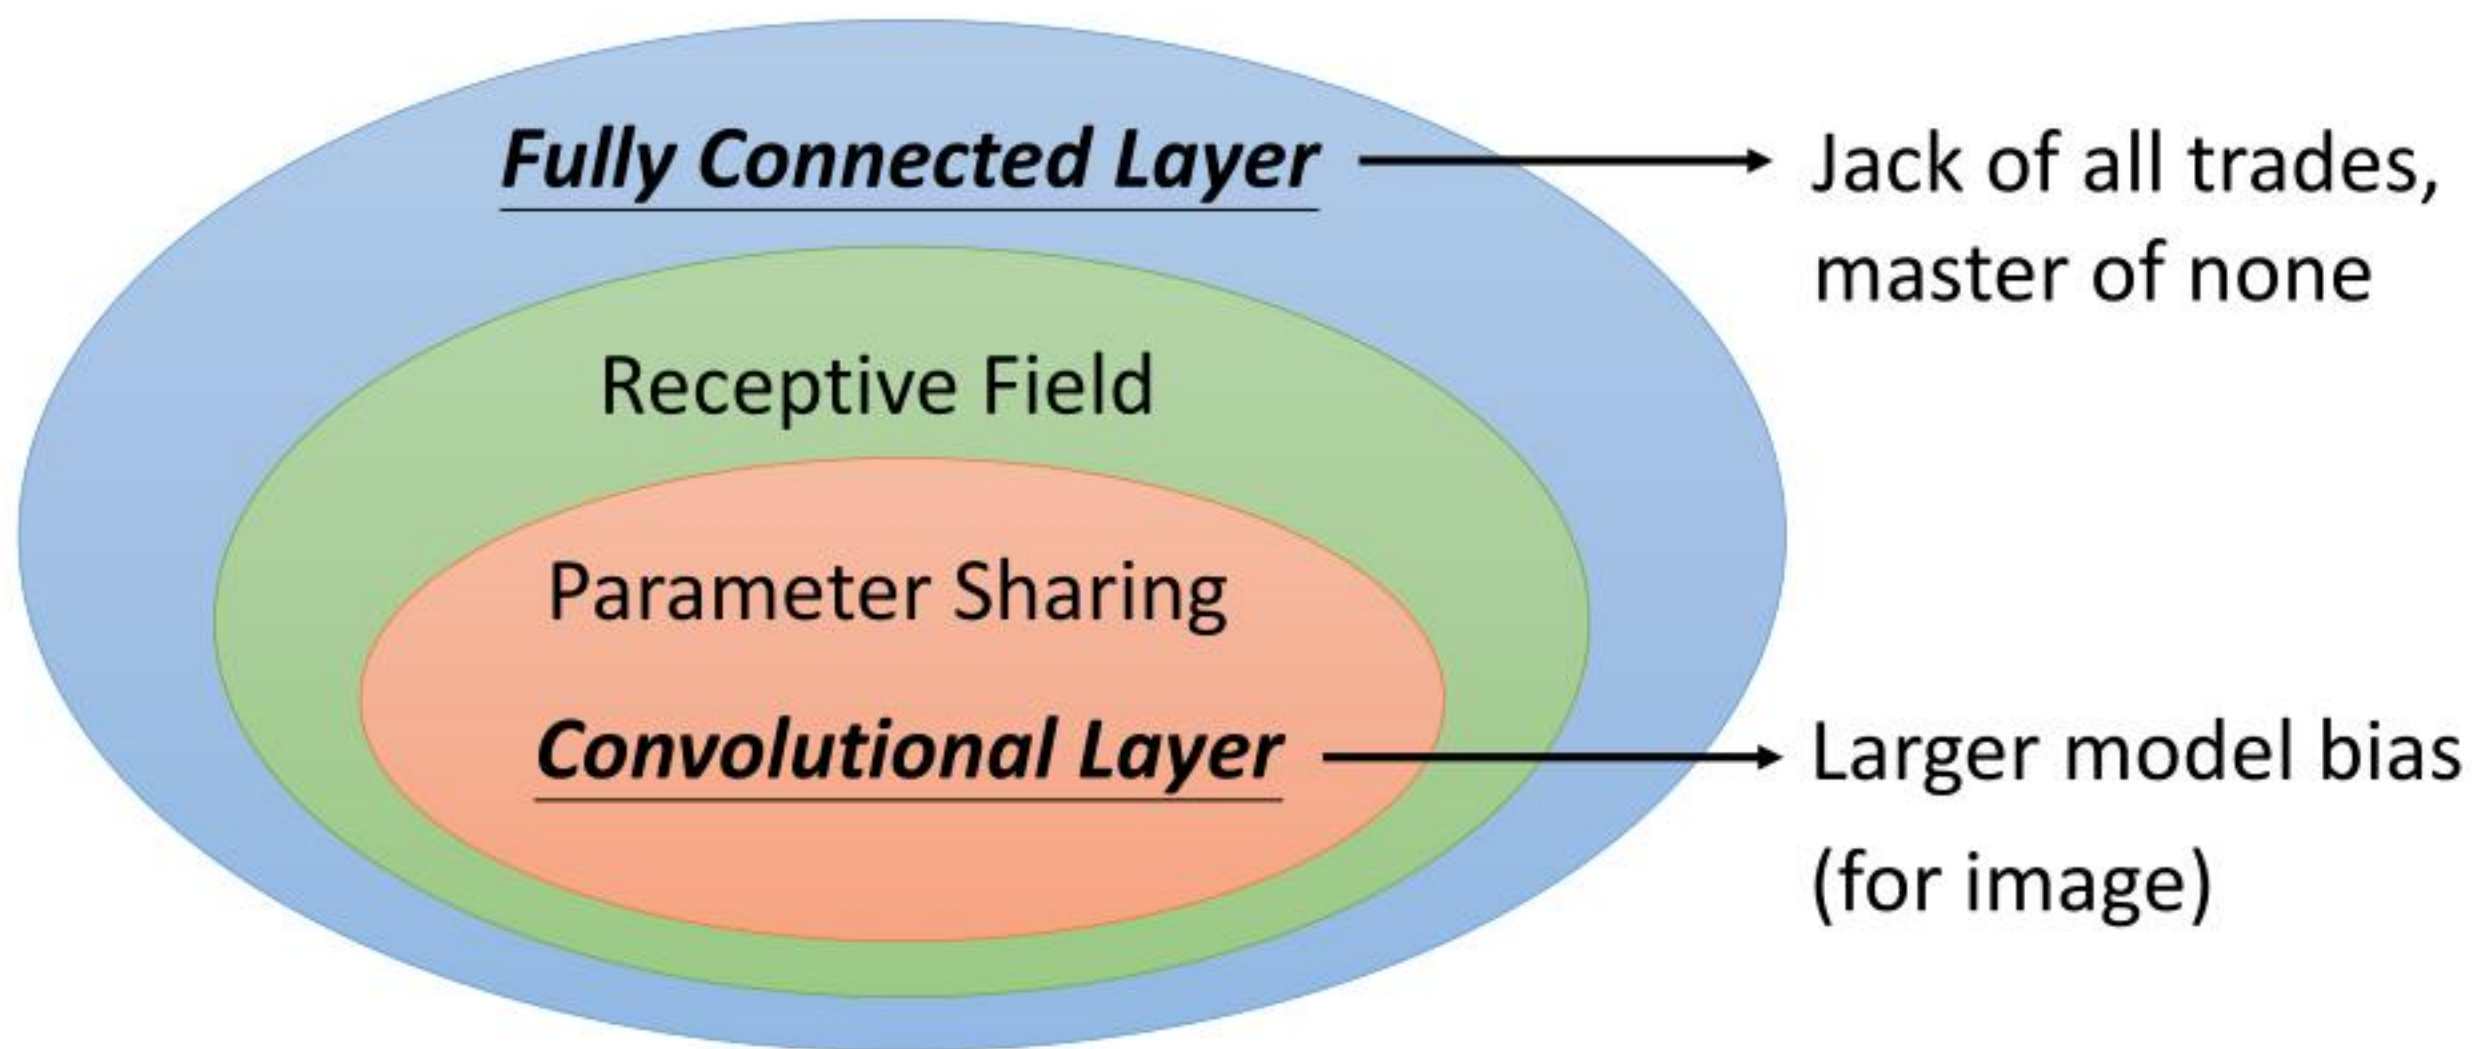 Fully Connected Layer
Jack of all trades,
master of none
Receptive Field
Parameter Sharing
Convolutional Layer
Larger model bias
(for image)